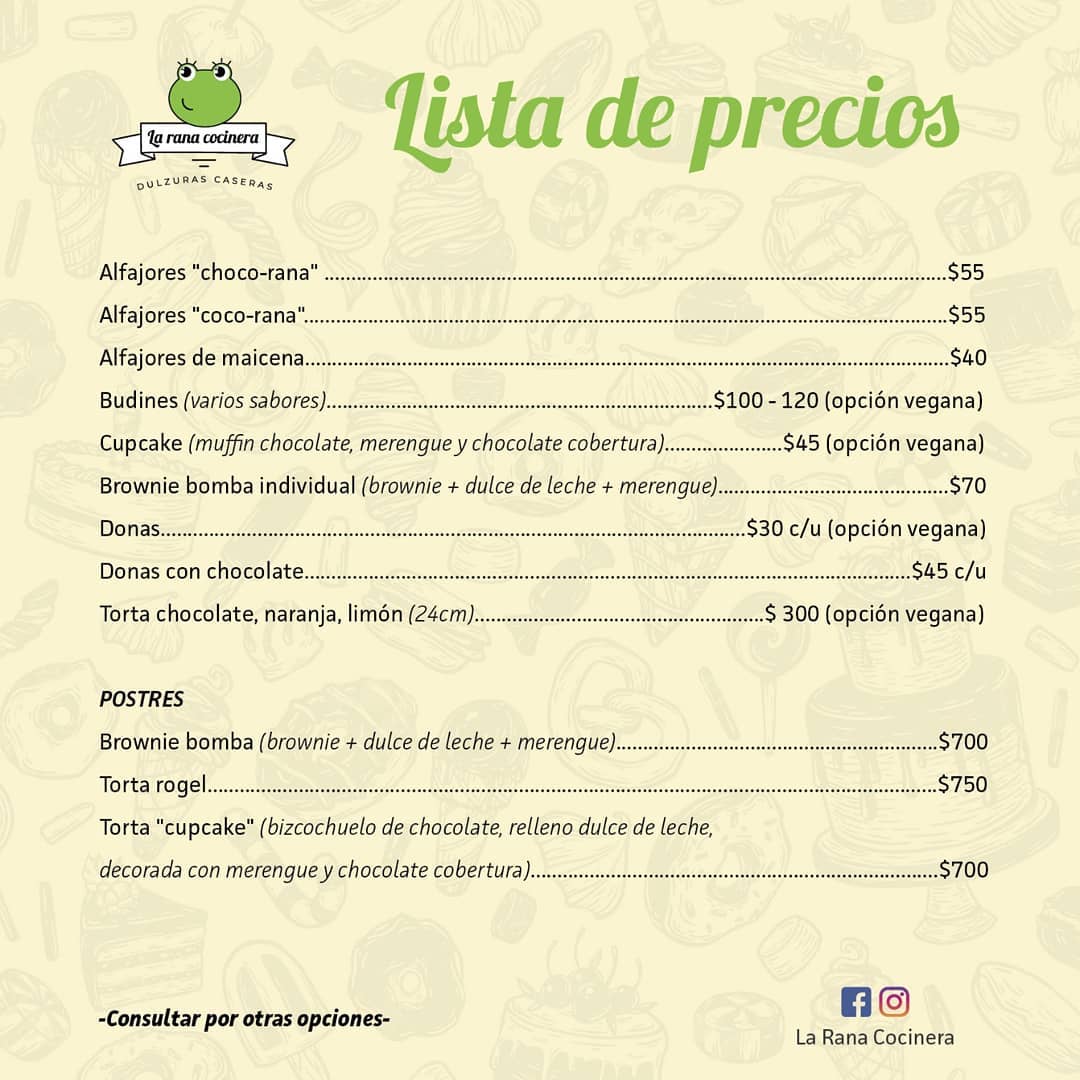 La rana cocinera
DULZURAS CASERAS
Lista de precios
Alfajores "choco-rana" ...............$55
Alfajores "coco-rana"...............$55
Alfajores de maicena...............$40
Budines (varios sabores)...............$100 - 120 (opción vegana)
Cupcake (muffin chocolate, merengue y chocolate cobertura)...............$45 (opción vegana)
Brownie bomba individual (brownie + dulce de leche + merengue)...............$70
Donas...............$30 c/u (opción vegana)
Donas con chocolate...............$45 c/u
Torta chocolate, naranja, limón (24cm)...............$ 300 (opción vegana)
POSTRES
Brownie bomba (brownie + dulce de leche + merengue)...............$700
Torta rogel...............$750
Torta "cupcake" (bizcochuelo de chocolate, relleno dulce de leche,
decorada con merengue y chocolate cobertura)...............$700
-Consultar por otras opciones-
La Rana Cocinera